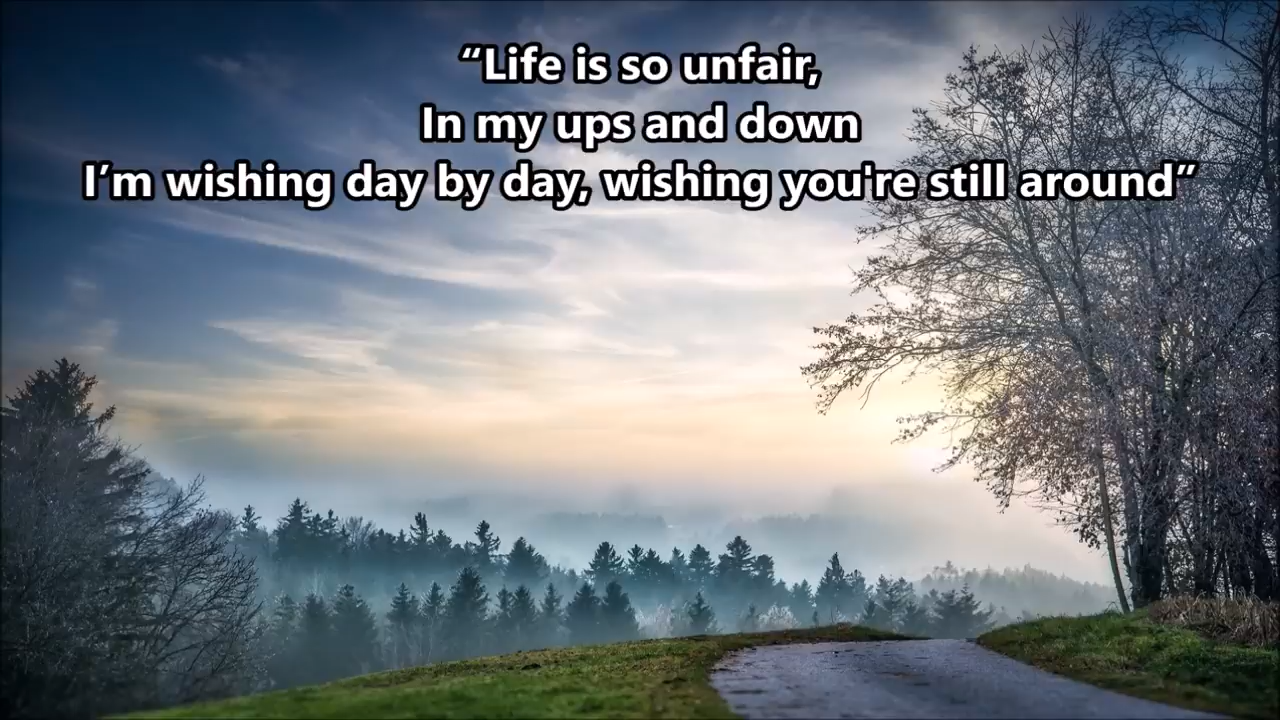 “Life is so unfair,
In my ups and down
I’m wishing day by day, wishing you're still around”